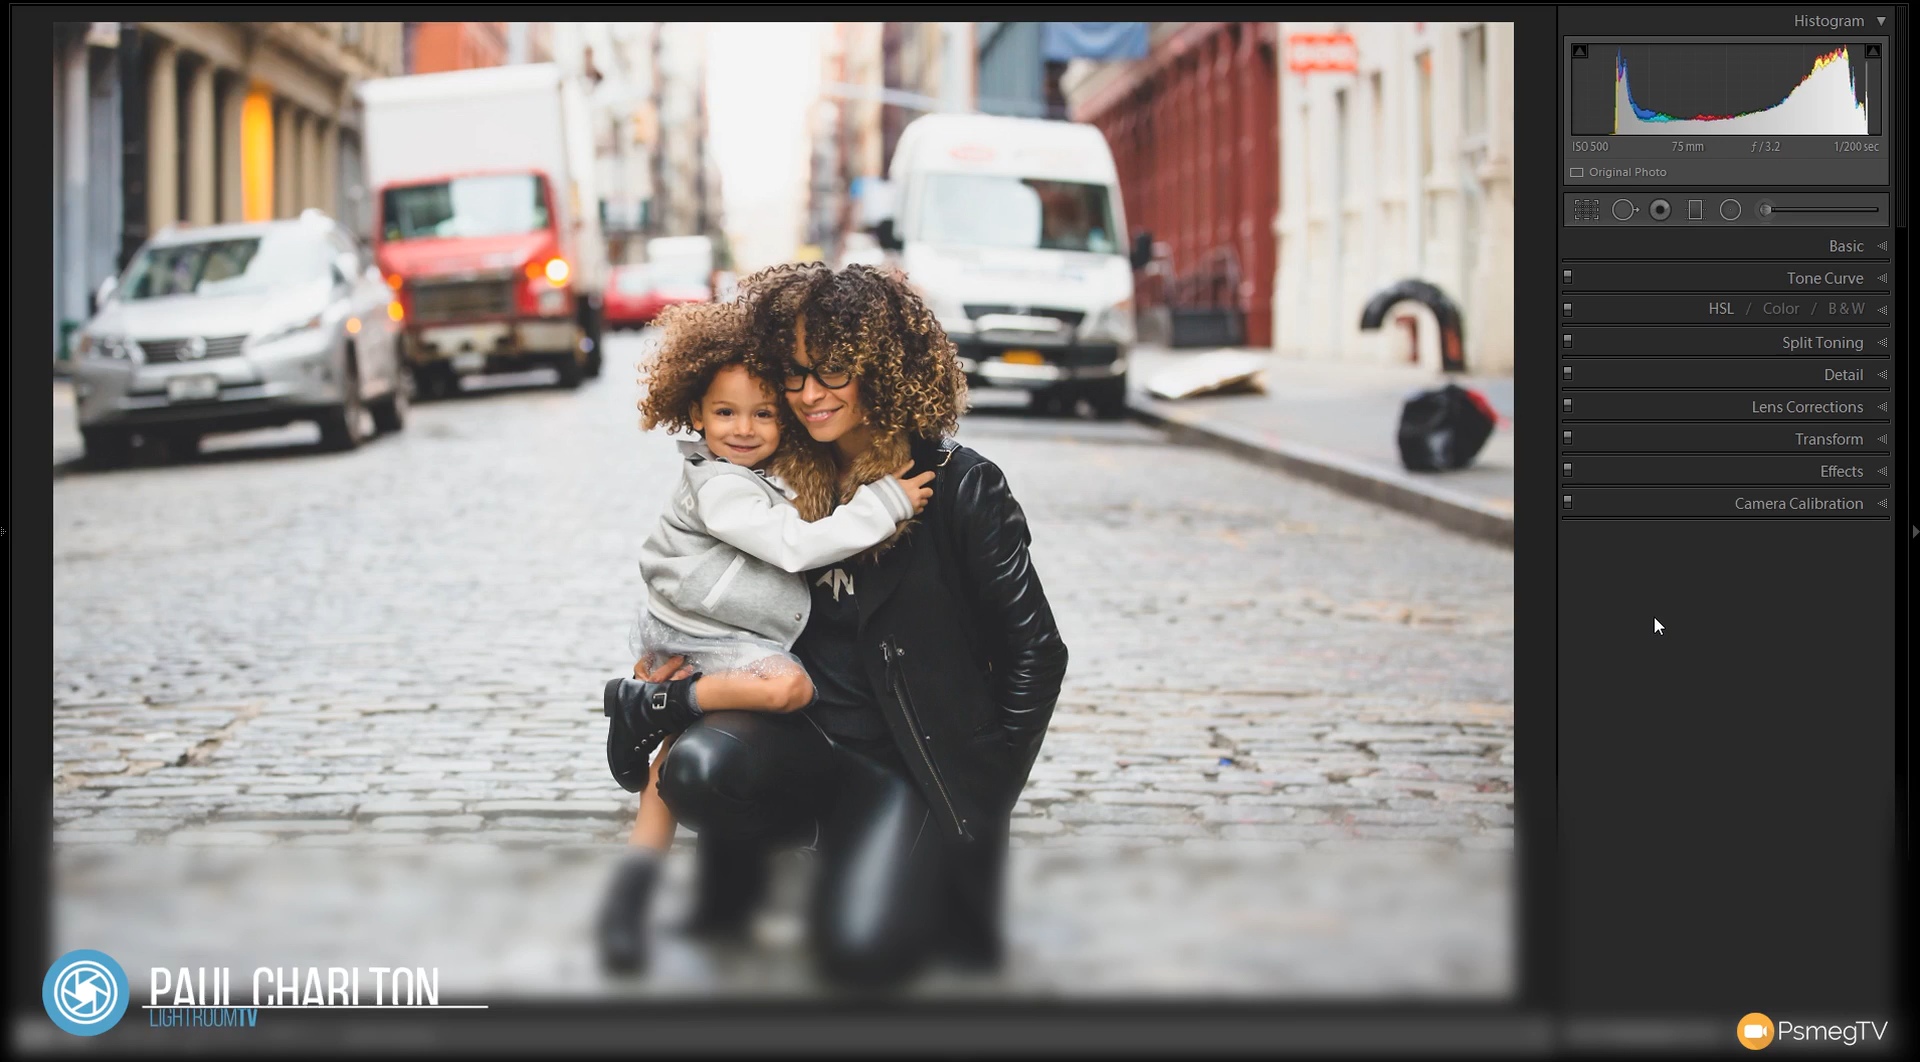 Histogram
ISO 500 75 mm ƒ / 3.2 1/200 sec
Original Photo
Basic
Tone Curve
HSL / Color / B & W
Split Toning
Detail
Lens Corrections
Transform
Effects
Camera Calibration
PAUL CHARLTON
LIGHTROOMTV
PsmegTV